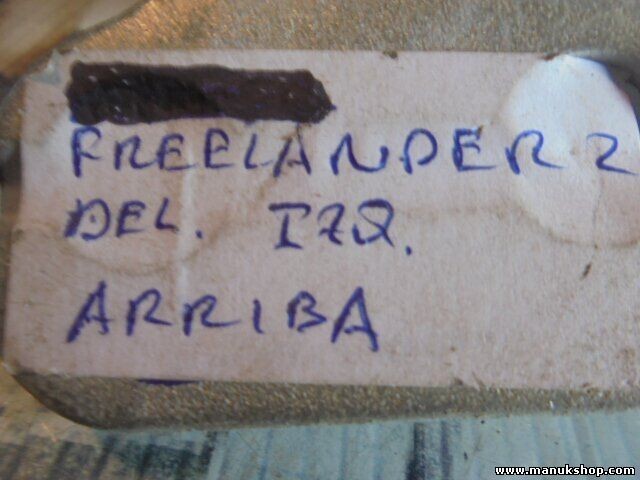 FREELANDER 2
DEL. IZQ.
ARRIBA
www.manukshop.com